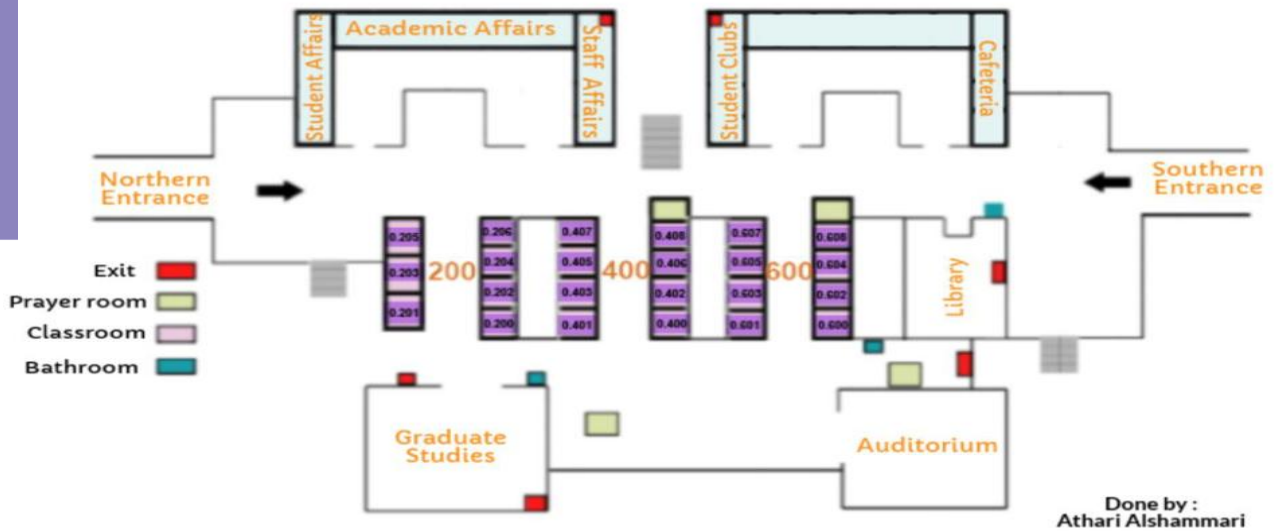 Student Affairs
Academic Affairs
Staff Affairs
Student Clubs
Cafeteria
Northern
Entrance
Southern
Entrance
0.205
0.203
0.201
200
0.206
0.204
0.202
0.200
0.407
0.405
0.403
0.401
400
0.408
0.406
0.402
0.400
0.607
0.605
0.603
0.601
600
0.608
0.604
0.602
0.600
Library
Exit
Prayer room
Classroom
Bathroom
Graduate
Studies
Auditorium
Done by :
Athari Alshammari